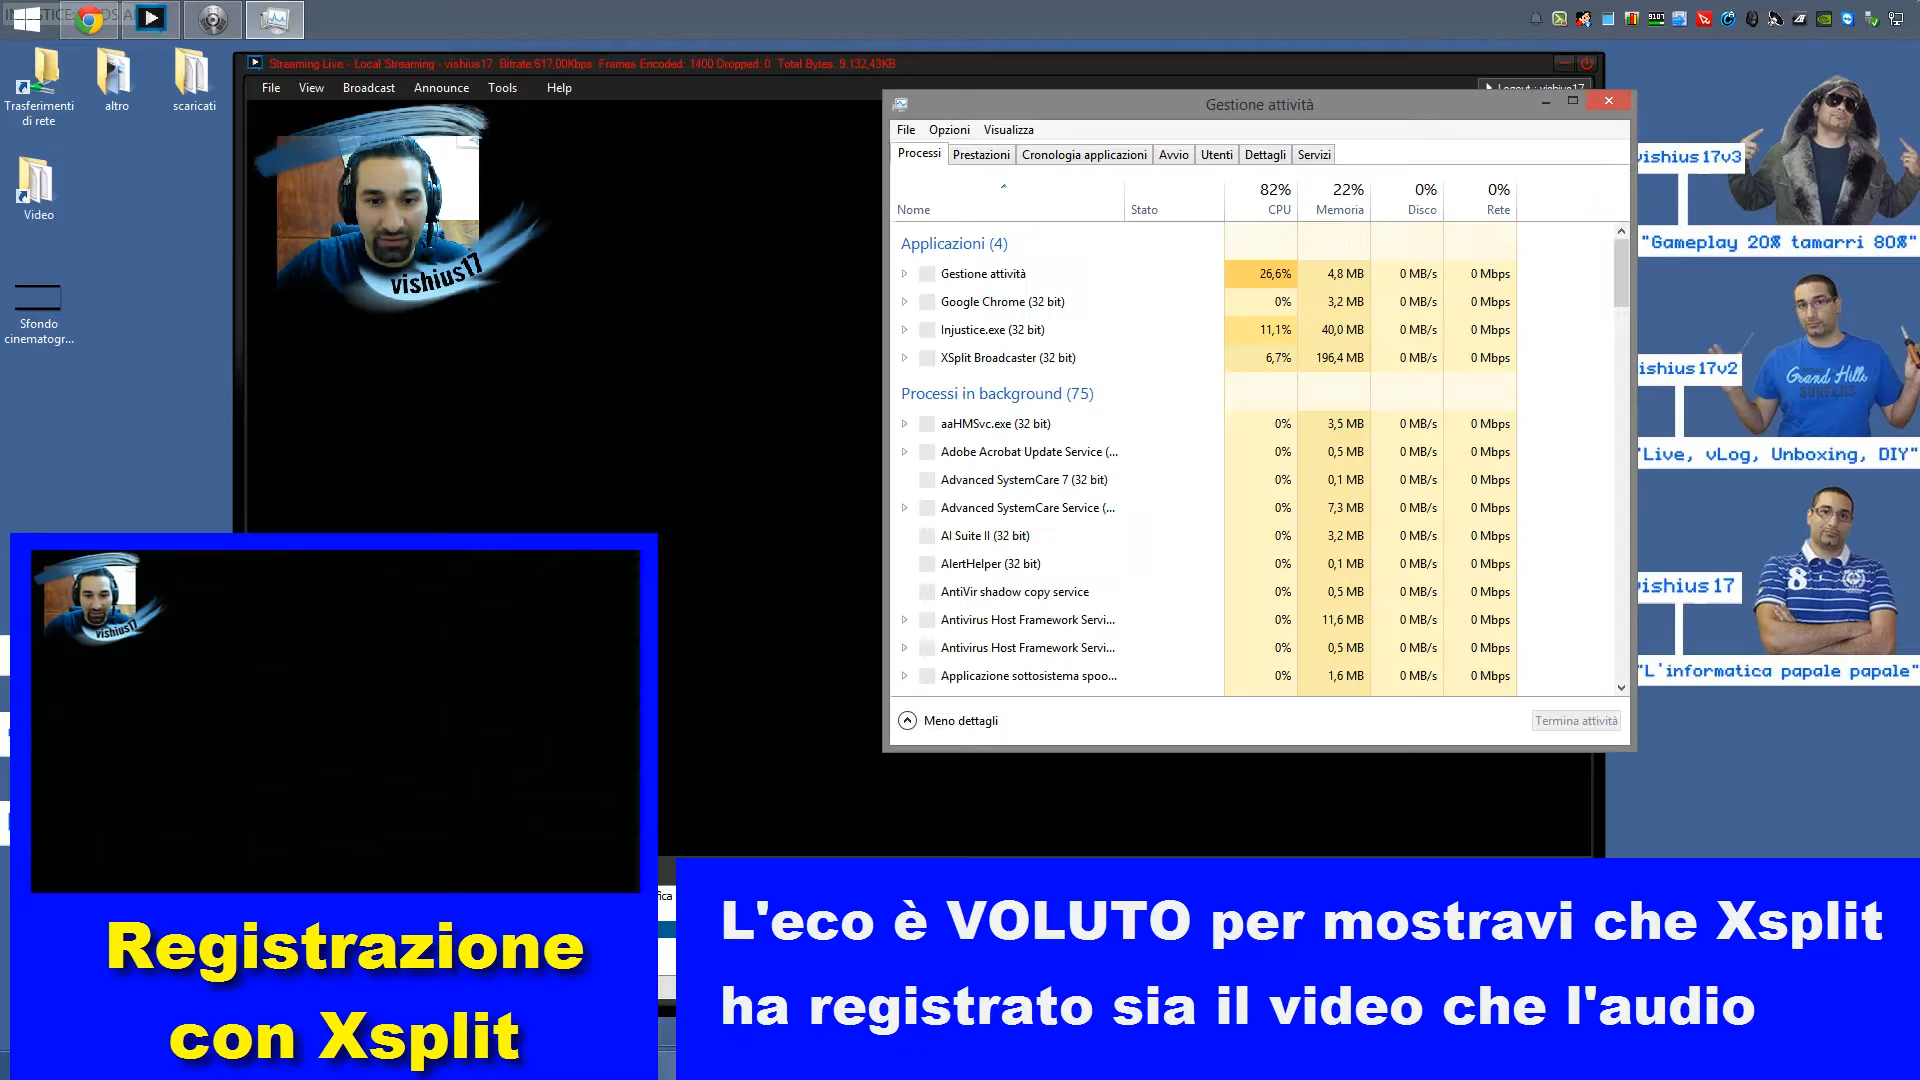 Streaming Live - Local Streaming - vishius17 Bitrate:617,00Kbps Frames Encoded: 1400 Dropped: 0 Total Bytes: 9.132,43KB
File View Broadcast Announce Tools Help
Trasferimenti
di rete
altro
scaricati
Video
Sfondo
cinematogr...
vishius17
Gestione attività
File Opzioni Visualizza
Processi Prestazioni Cronologia applicazioni Avvio Utenti Dettagli Servizi
82% 22% 0% 0%
Nome Stato CPU Memoria Disco Rete
Applicazioni (4)
Gestione attività 26,6% 4,8 MB 0 MB/s 0 Mbps
Google Chrome (32 bit) 0% 3,2 MB 0 MB/s 0 Mbps
Injustice.exe (32 bit) 11,1% 40,0 MB 0 MB/s 0 Mbps
XSplit Broadcaster (32 bit) 6,7% 196,4 MB 0 MB/s 0 Mbps
Processi in background (75)
aaHMSvc.exe (32 bit) 0% 3,5 MB 0 MB/s 0 Mbps
Adobe Acrobat Update Service (... 0% 0,5 MB 0 MB/s 0 Mbps
Advanced SystemCare 7 (32 bit) 0% 0,1 MB 0 MB/s 0 Mbps
Advanced SystemCare Service (... 0% 7,3 MB 0 MB/s 0 Mbps
AI Suite II (32 bit) 0% 3,2 MB 0 MB/s 0 Mbps
AlertHelper (32 bit) 0% 0,1 MB 0 MB/s 0 Mbps
AntiVir shadow copy service 0% 0,5 MB 0 MB/s 0 Mbps
Antivirus Host Framework Servi... 0% 11,6 MB 0 MB/s 0 Mbps
Antivirus Host Framework Servi... 0% 0,5 MB 0 MB/s 0 Mbps
Applicazione sottosistema spoo... 0% 1,6 MB 0 MB/s 0 Mbps
Meno dettagli
Termina attività
vishius17v3
"Gameplay 20% tamarri 80%"
ishius17v2
Grand Hills
SURFERS
"Live, vLog, Unboxing, DIY"
8
vishius17
"L'informatica papale papale"
vishius17
Registrazione
con Xsplit
L'eco è VOLUTO per mostravi che Xsplit
ha registrato sia il video che l'audio